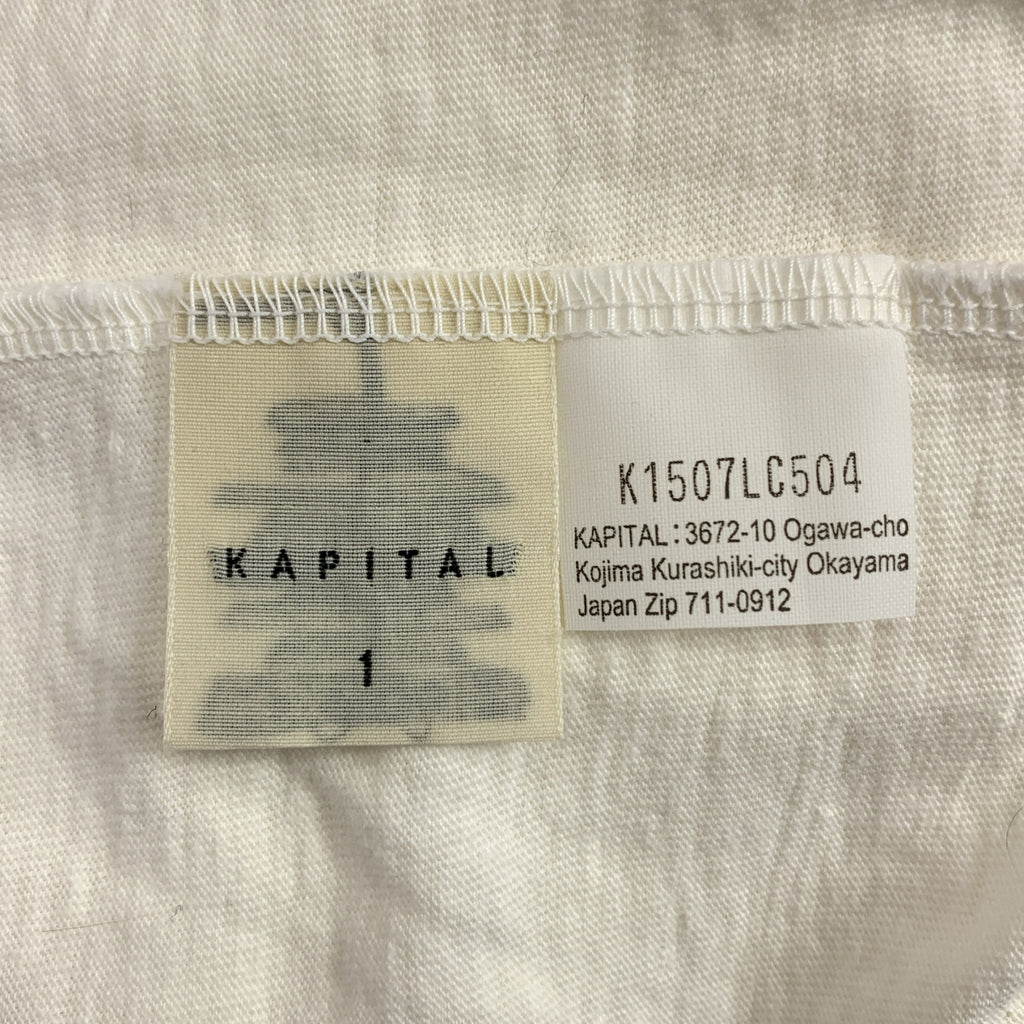 KAPITAL
1
K1507LC504
KAPITAL：3672-10 Ogawa-cho
Kojima Kurashiki-city Okayama
Japan Zip 711-0912